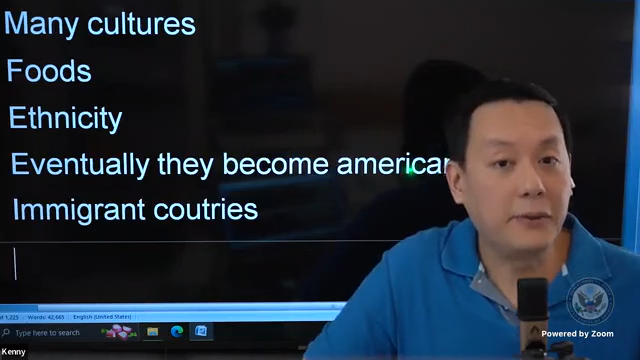 Many cultures
Foods
Ethnicity
Eventually they become american
Immigrant coutries
Words: 42,665 English (United States)
Type here to search
Powered by Zoom
Kenny